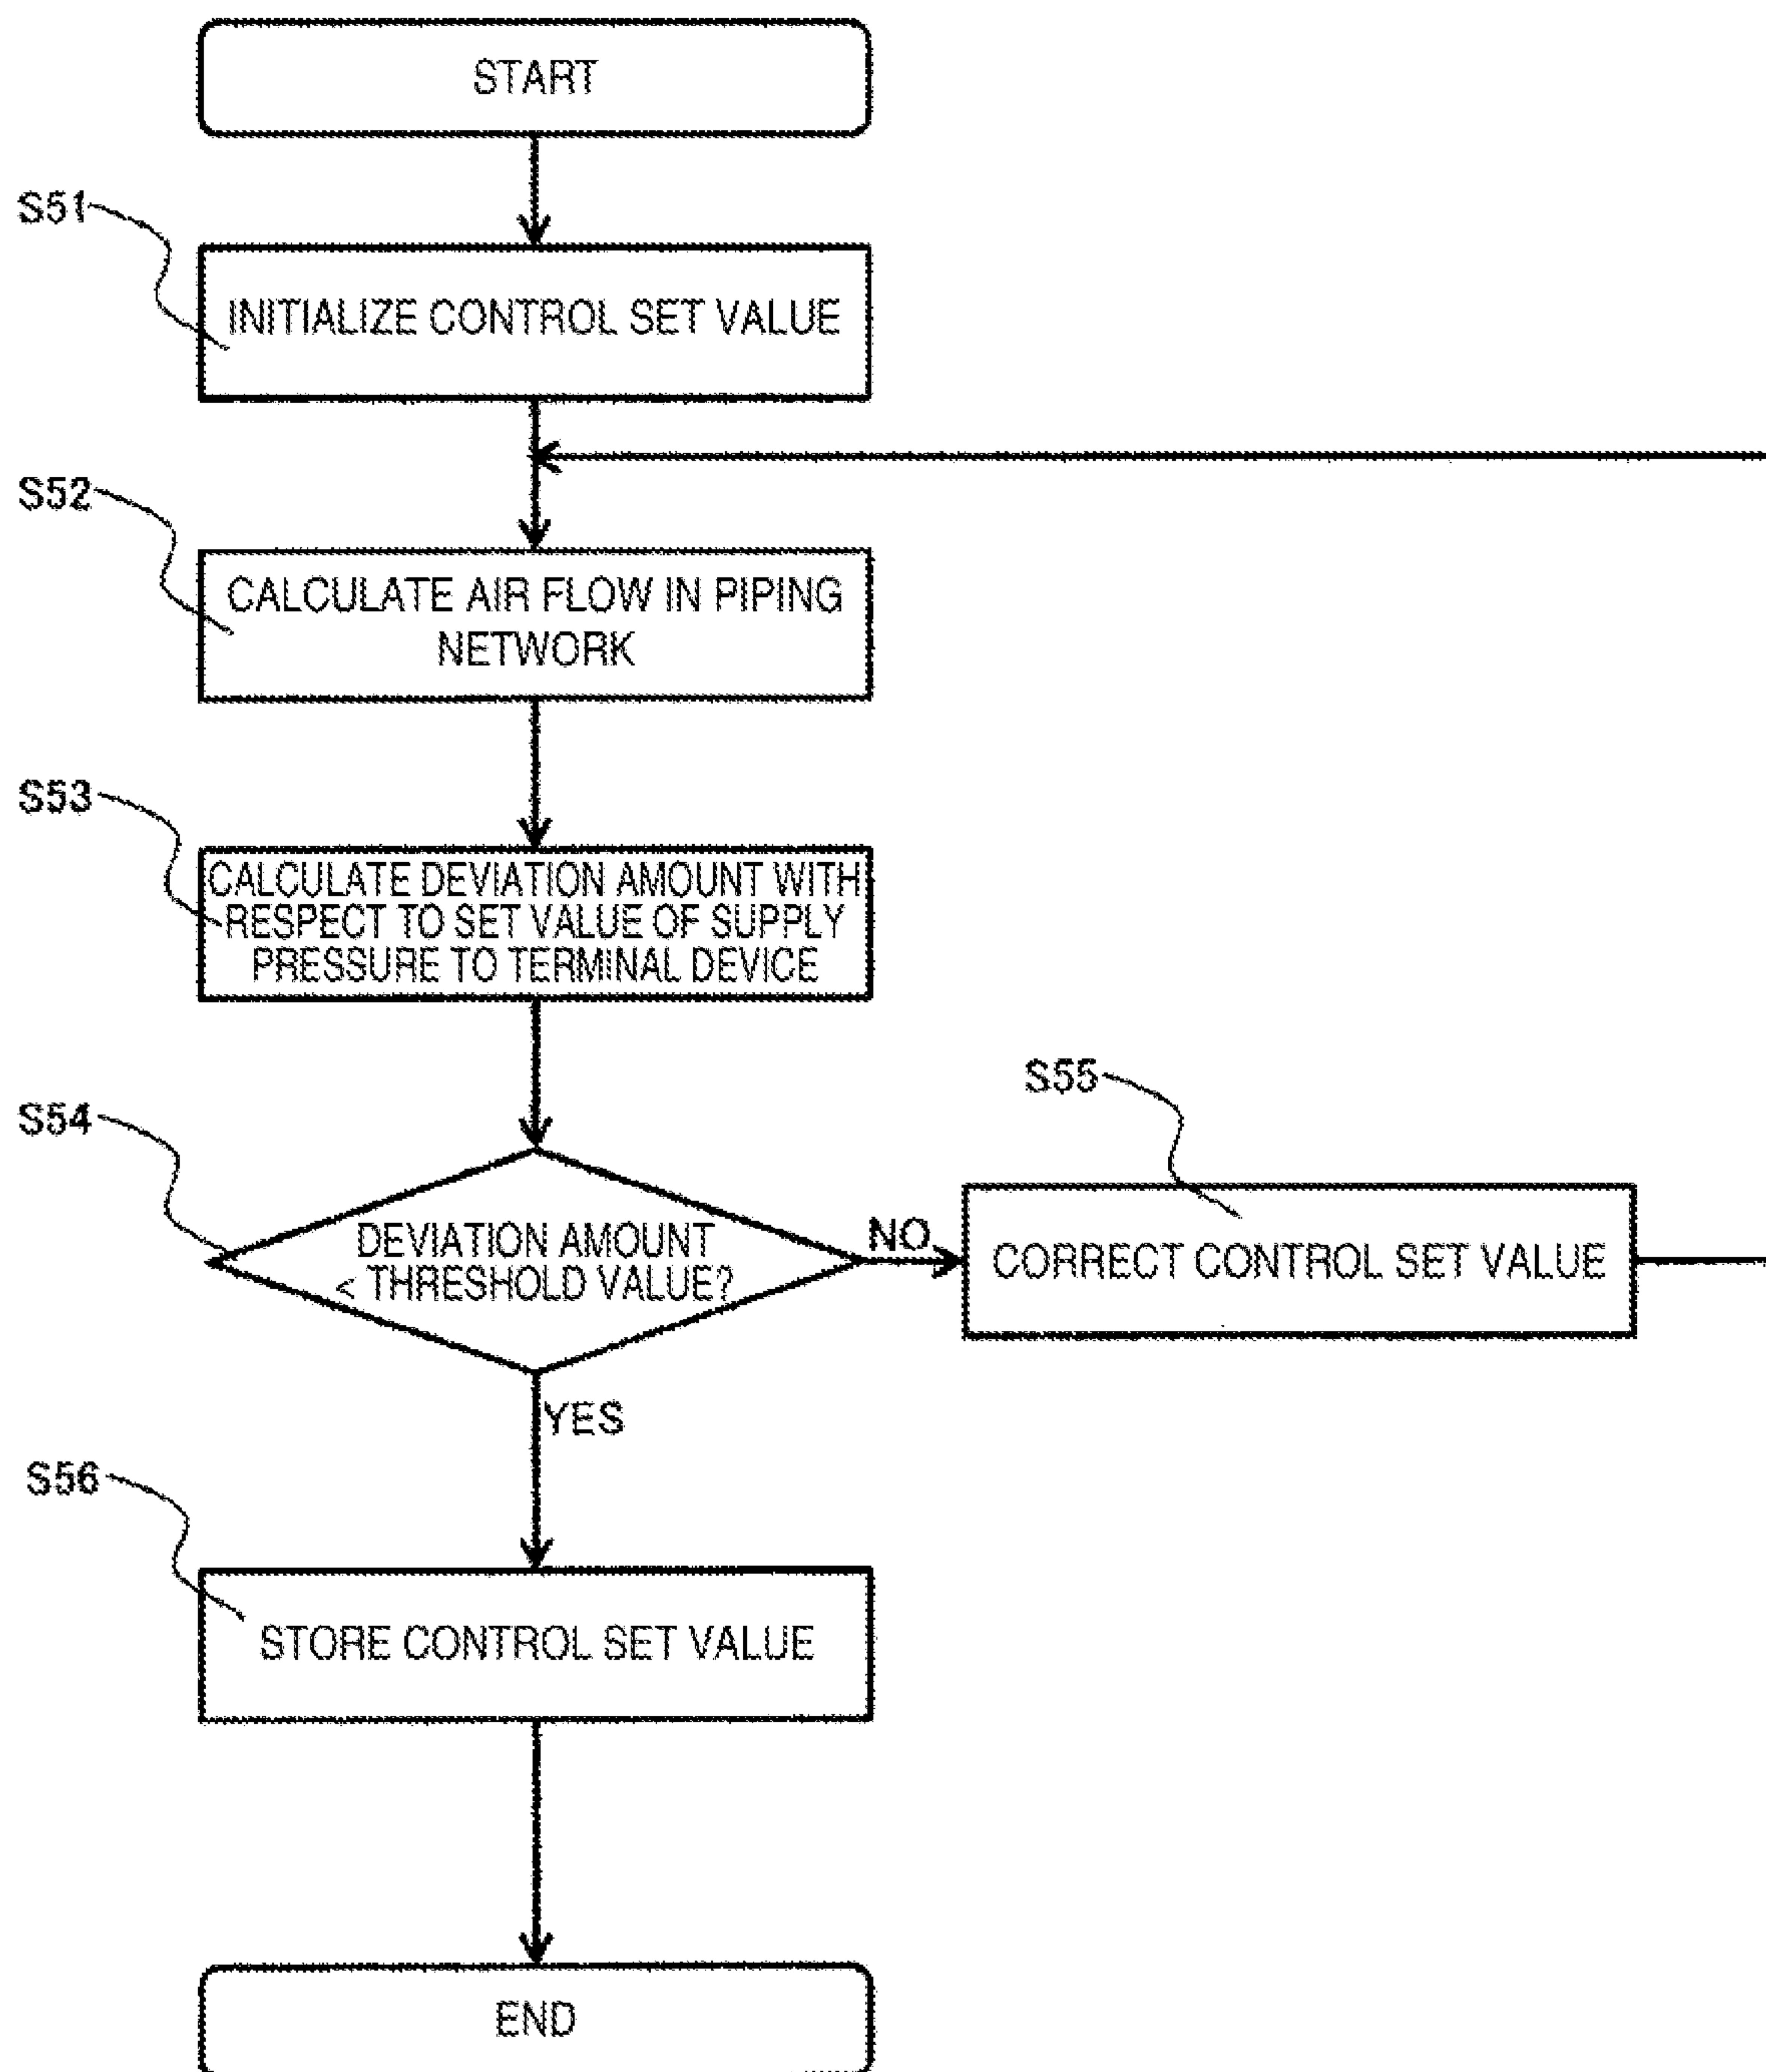 START
S51
INITIALIZE CONTROL SET VALUE
S52
CALCULATE AIR FLOW IN PIPING
NETWORK
S53
CALCULATE DEVIATION AMOUNT WITH
RESPECT TO SET VALUE OF SUPPLY
PRESSURE TO TERMINAL DEVICE
S54
DEVIATION AMOUNT
< THRESHOLD VALUE?
NO
S55
CORRECT CONTROL SET VALUE
YES
S56
STORE CONTROL SET VALUE
END